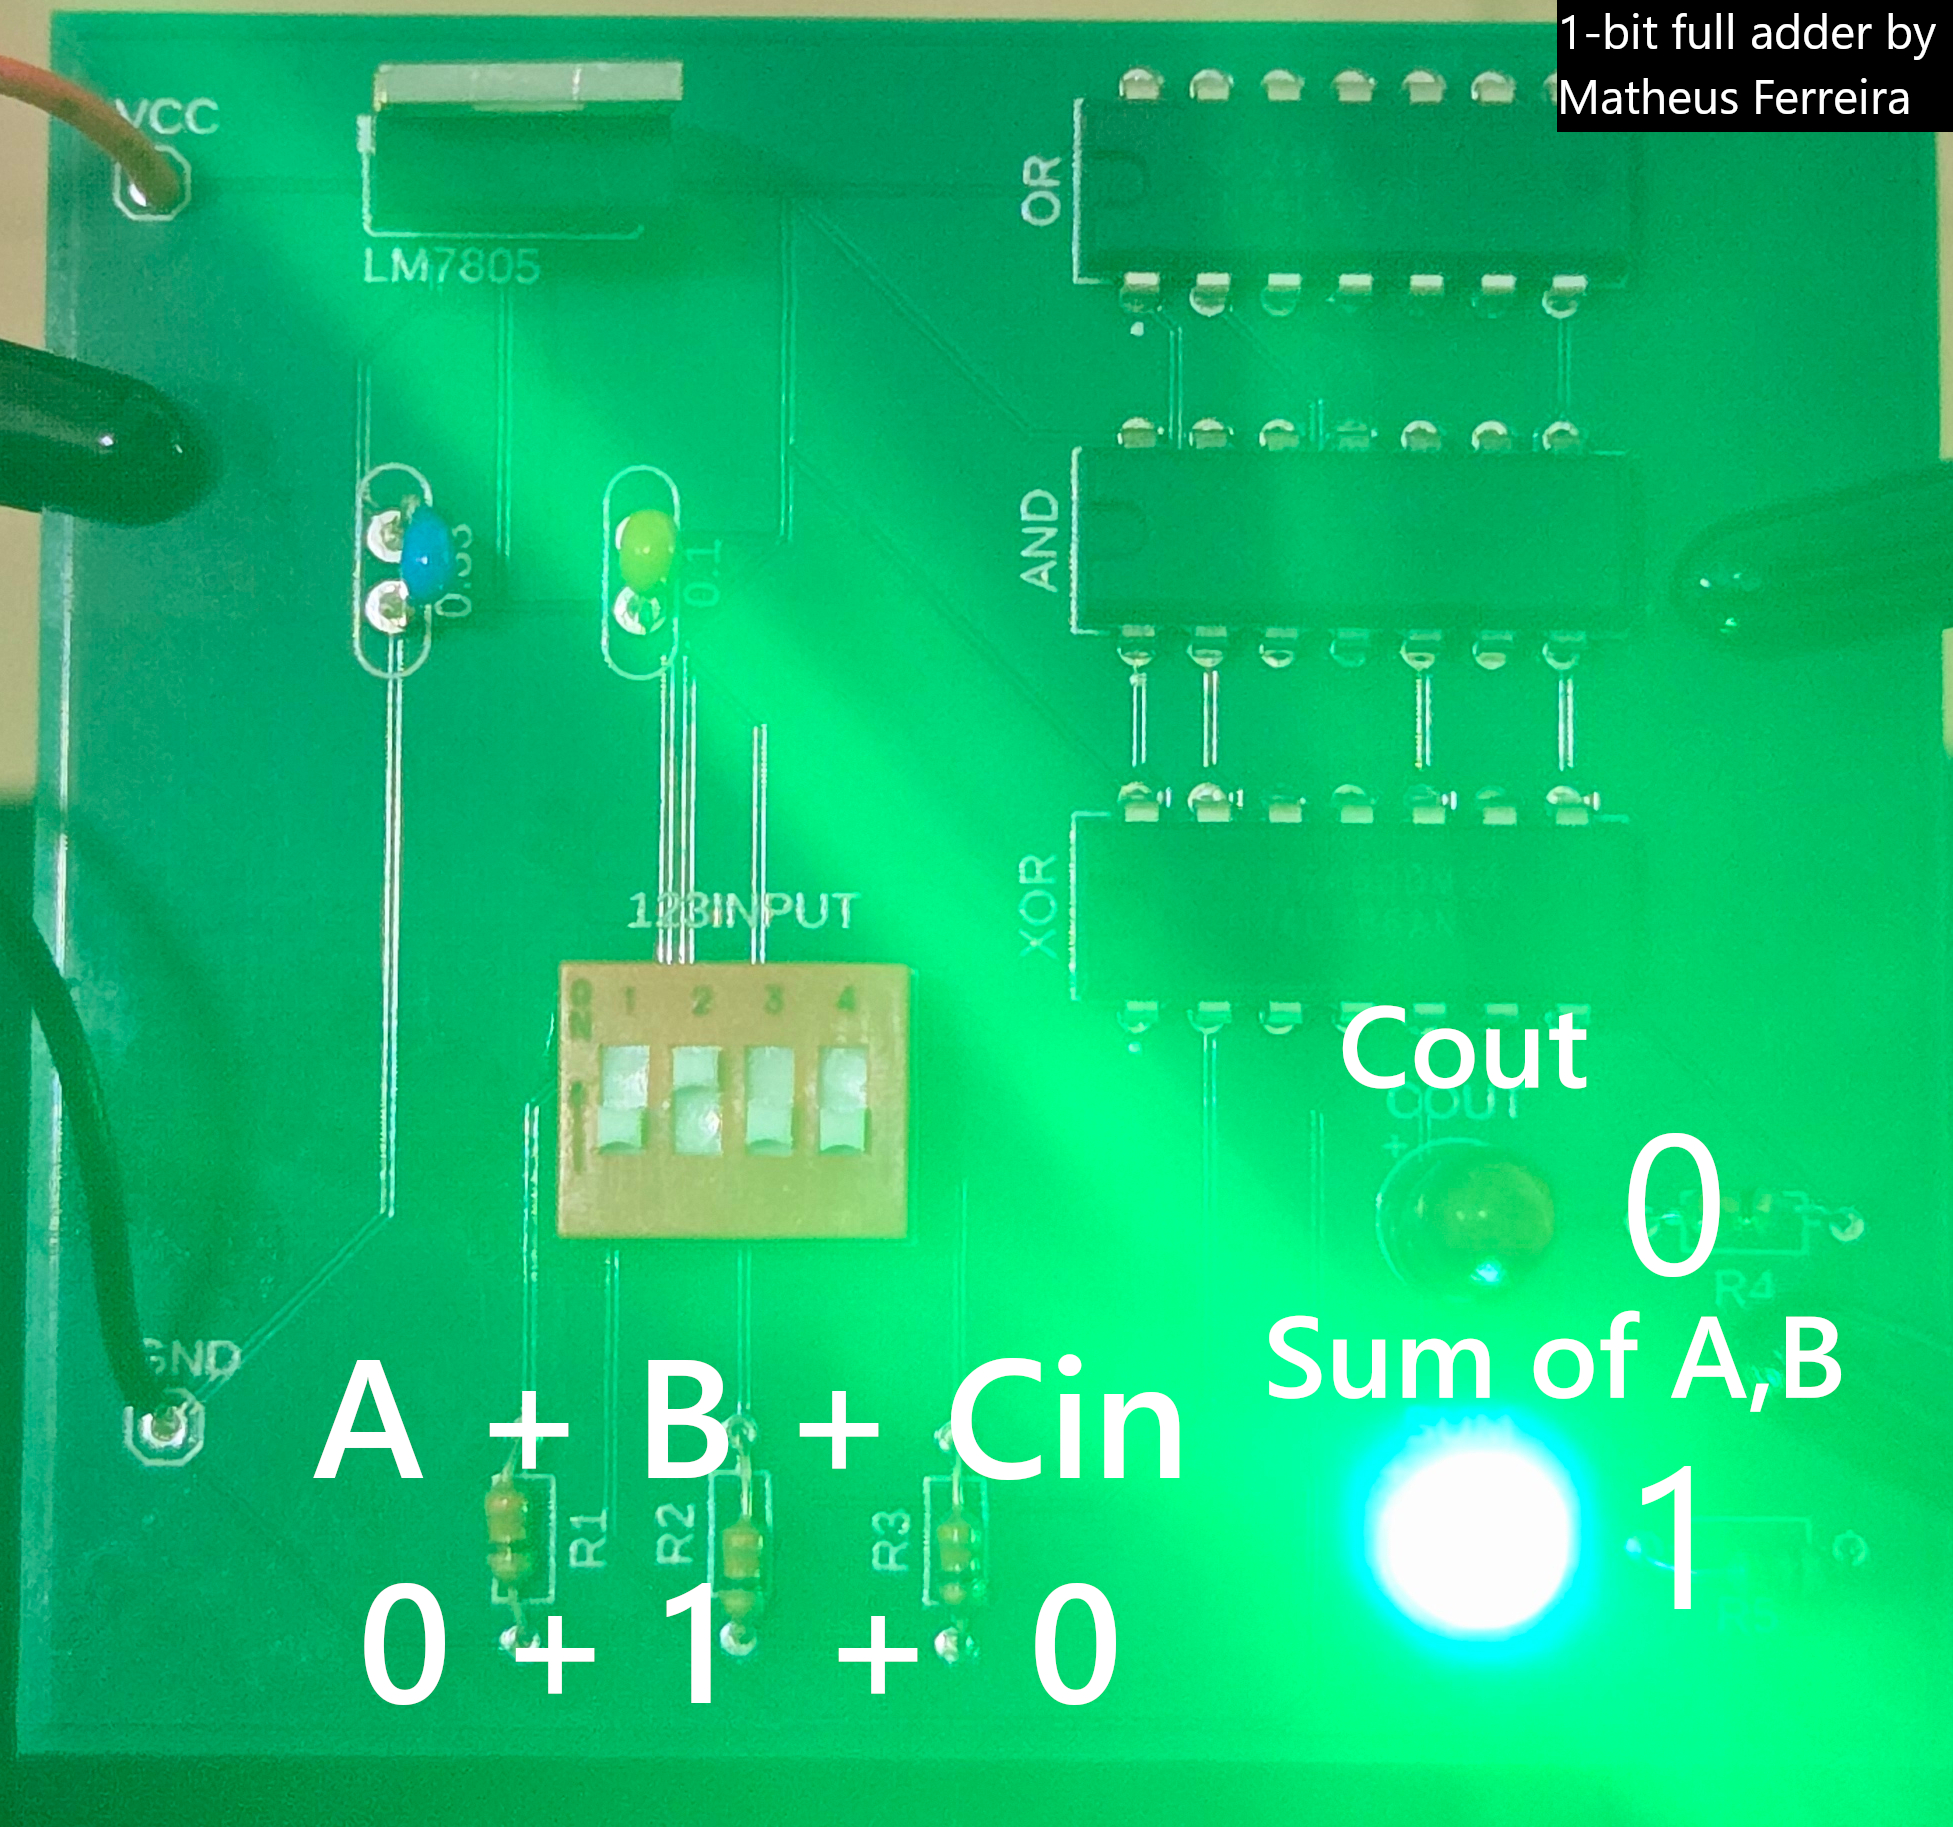 1-bit full adder by
Matheus Ferreira
VCC
LM7805
OR
AND
0.33
0.1
XOR
123INPUT
ON
1 2 3 4
Cout
COUT
+
0
R4
Sum of A,B
1
GND
A + B + Cin
R1
R2
R3
R5
0 + 1 + 0